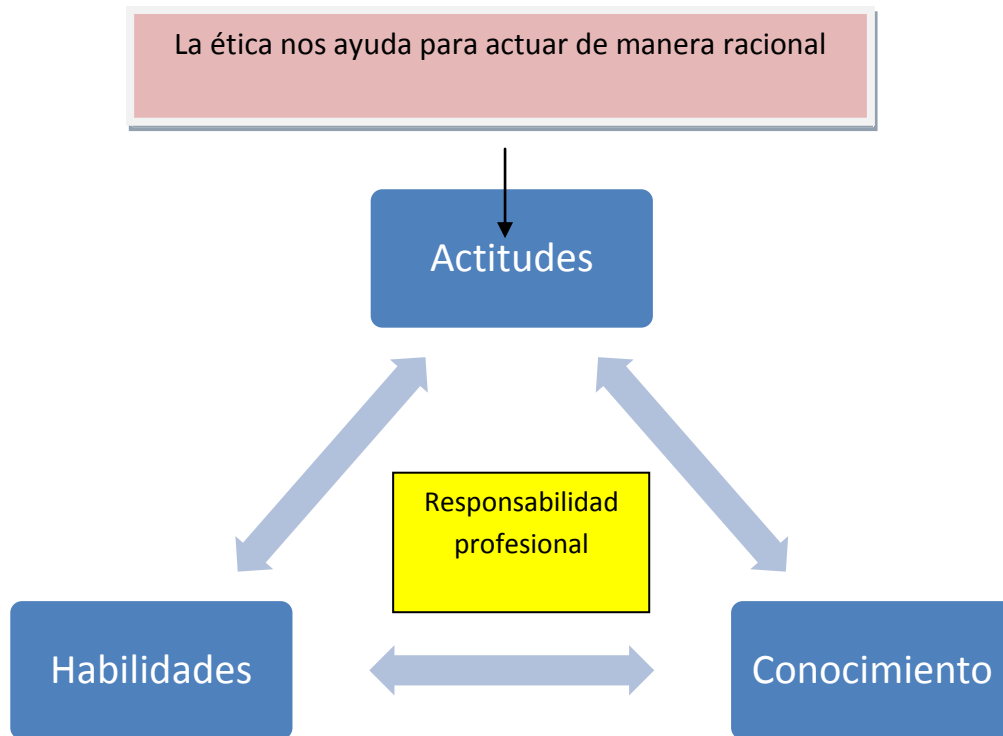 La ética nos ayuda para actuar de manera racional
Actitudes
Responsabilidad
profesional
Habilidades
Conocimiento